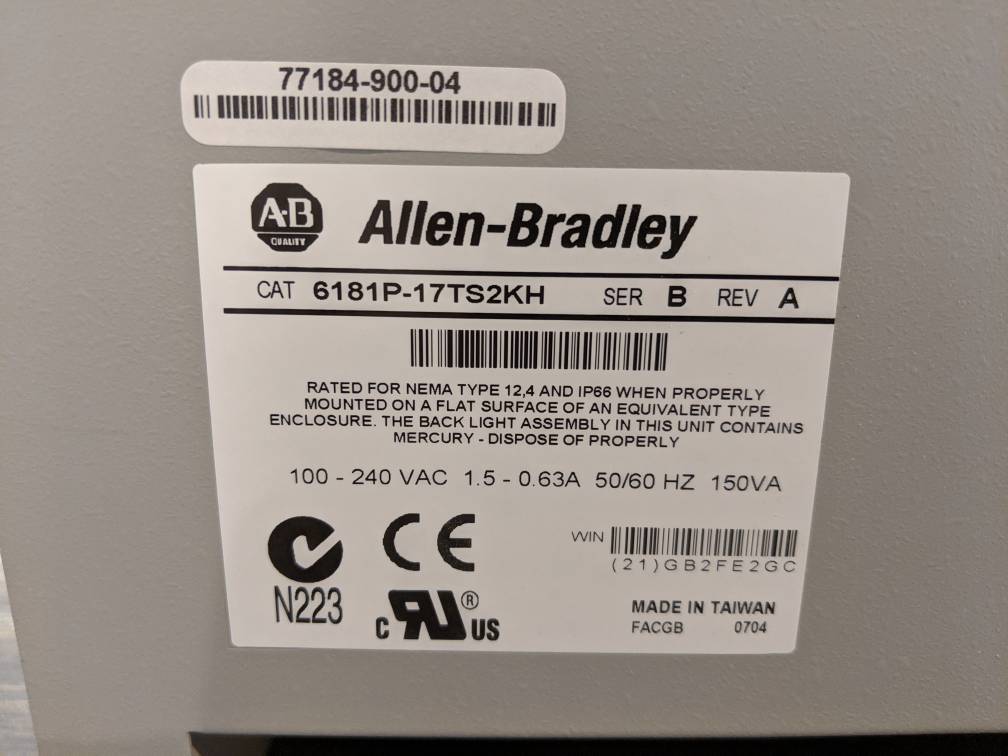 77184-900-04
A-B
QUALITY
Allen-Bradley
CAT 6181P-17TS2KH SER B REV A
RATED FOR NEMA TYPE 12,4 AND IP66 WHEN PROPERLY
MOUNTED ON A FLAT SURFACE OF AN EQUIVALENT TYPE
ENCLOSURE. THE BACK LIGHT ASSEMBLY IN THIS UNIT CONTAINS
MERCURY - DISPOSE OF PROPERLY
100 - 240 VAC 1.5 - 0.63A 50/60 HZ 150VA
CE
WIN
(21)GB2FE2GC
N223
C RU ® US
MADE IN TAIWAN
FACGB 0704